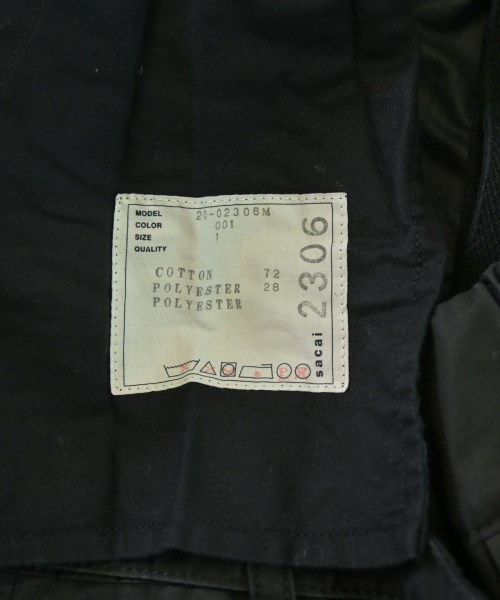 MODEL 20-02306M
COLOR 001
SIZE 1
QUALITY
COTTON 72
POLYESTER 28
POLYESTER
sacai 2306